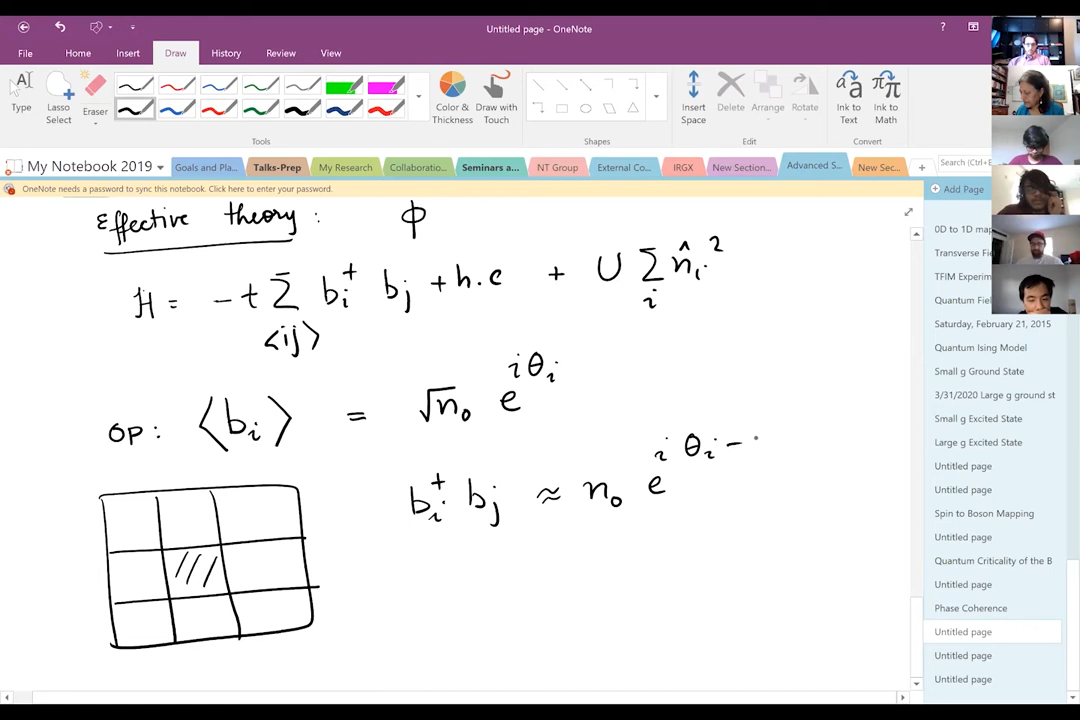 Untitled page - OneNote
File Home Insert Draw History Review View
Type Lasso Select Eraser Color & Thickness Draw with Touch Insert Space Delete Arrange Rotate Ink to Text Ink to Math
Tools Shapes Edit Convert
My Notebook 2019 Goals and Pla... Talks-Prep My Research Collaboratio... Seminars a... NT Group External Co... IRGX New Section... Advanced S... New Sec... Search (Ctrl+E
OneNote needs a password to sync this notebook. Click here to enter your password.
Add Page
Effective theory : ϕ
H = -t Σ_{<ij>} b_i^+ b_j + h.c + U Σ_i n̂_i^2
OP: ⟨b_i⟩ = √n_0 e^{iθ_i}
b_i^+ b_j ≈ n_0 e^{i θ_i -
0D to 1D map
Transverse F
TFIM Experim
Quantum Fiel
Saturday, February 21, 2015
Quantum Ising Model
Small g Ground State
3/31/2020 Large g ground st
Small g Excited State
Large g Excited State
Untitled page
Untitled page
Spin to Boson Mapping
Untitled page
Quantum Criticality of the B
Untitled page
Phase Coherence
Untitled page
Untitled page
Untitled page